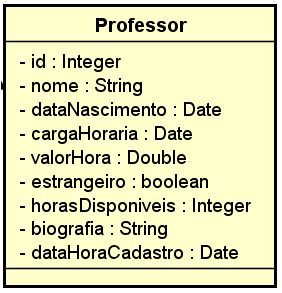 Professor
- id : Integer
- nome : String
- dataNascimento : Date
- cargaHoraria : Date
- valorHora : Double
- estrangeiro : boolean
- horasDisponiveis : Integer
- biografia : String
- dataHoraCadastro : Date